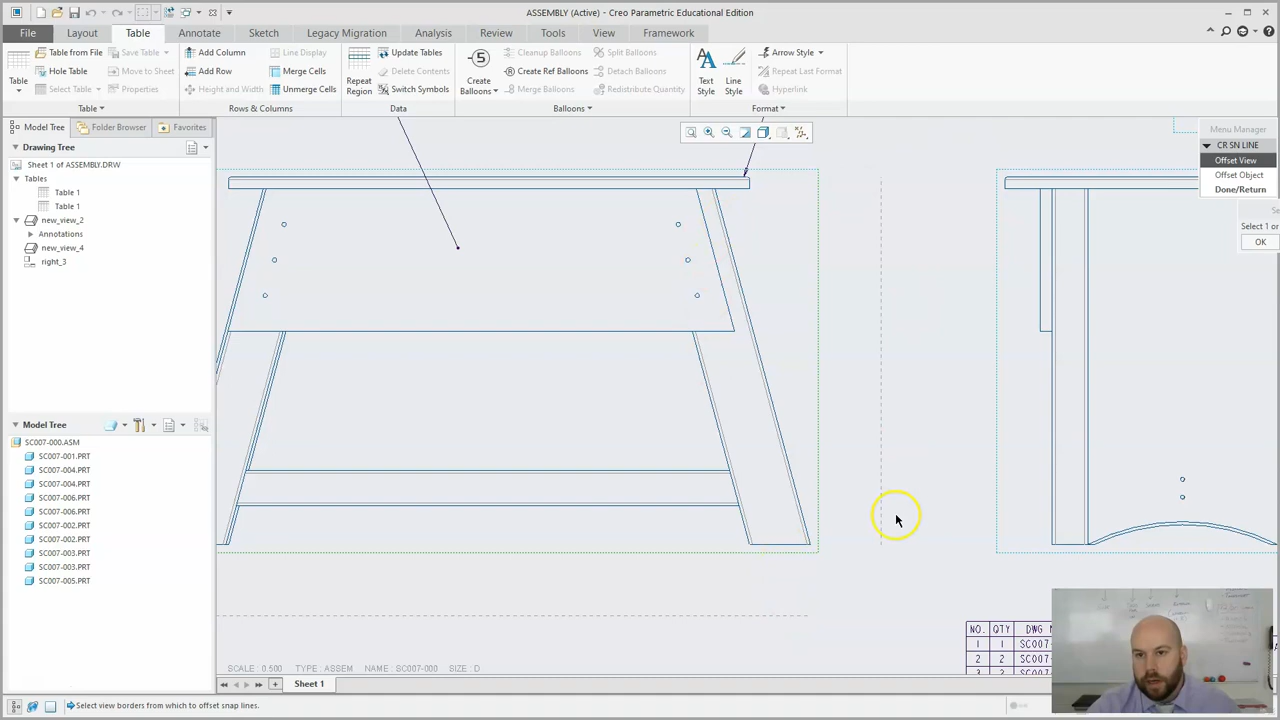 ASSEMBLY (Active) - Creo Parametric Educational Edition
File Layout Table Annotate Sketch Legacy Migration Analysis Review Tools View Framework
Table from File Save Table Add Column Line Display Update Tables Cleanup Balloons Split Balloons Arrow Style
Hole Table Move to Sheet Add Row Merge Cells Delete Contents Create Ref Balloons Detach Balloons Repeat Last Format
Table Select Table Properties Height and Width Unmerge Cells Repeat Region Switch Symbols Create Balloons Merge Balloons Redistribute Quantity Text Style Line Style Hyperlink
Table Rows & Columns Data Balloons Format
Model Tree Folder Browser Favorites
Menu Manager
Drawing Tree
CR SN LINE
Sheet 1 of ASSEMBLY.DRW
Offset View
Tables
Offset Object
Table 1
Done/Return
Table 1
new_view_2
Select 1 or
Annotations
OK
new_view_4
right_3
Model Tree
SC007-000.ASM
SC007-001.PRT
SC007-004.PRT
SC007-004.PRT
SC007-006.PRT
SC007-006.PRT
SC007-002.PRT
SC007-002.PRT
SC007-003.PRT
SC007-003.PRT
SC007-005.PRT
NO. QTY DWG
1 1 SC007
2 2 SC007
SCALE : 0.500 TYPE : ASSEM NAME : SC007-000 SIZE : D
Sheet 1
Select view borders from which to offset snap lines.